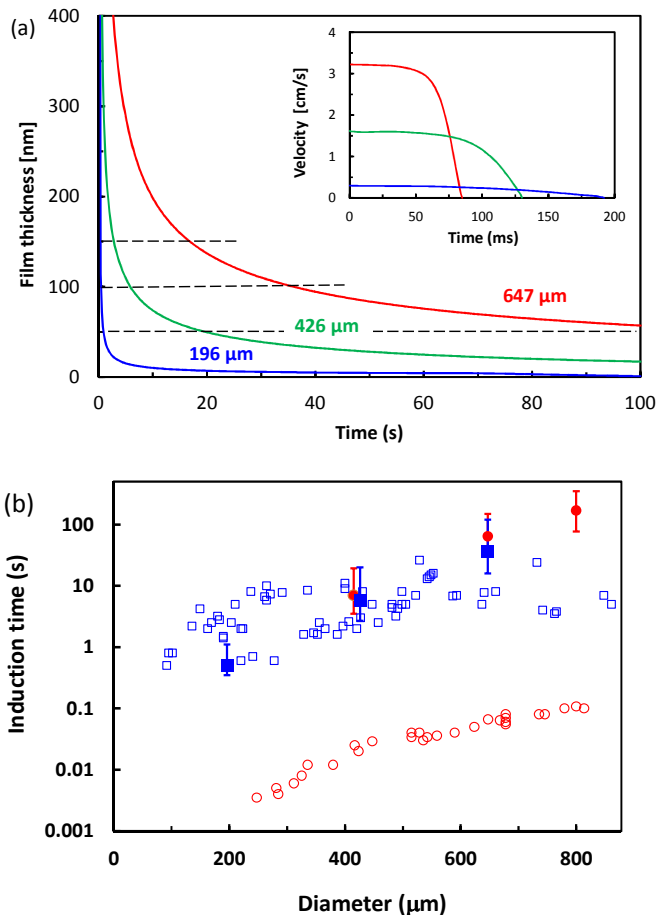 (a)
400
300
200
100
0
Film thickness [nm]
0
20
40
60
80
100
Time (s)
647 µm
426 µm
196 µm
4
3
2
1
0
Velocity [cm/s]
0
50
100
150
200
Time (ms)
(b)
100
10
1
0.1
0.01
0.001
Induction time (s)
0
200
400
600
800
Diameter (µm)